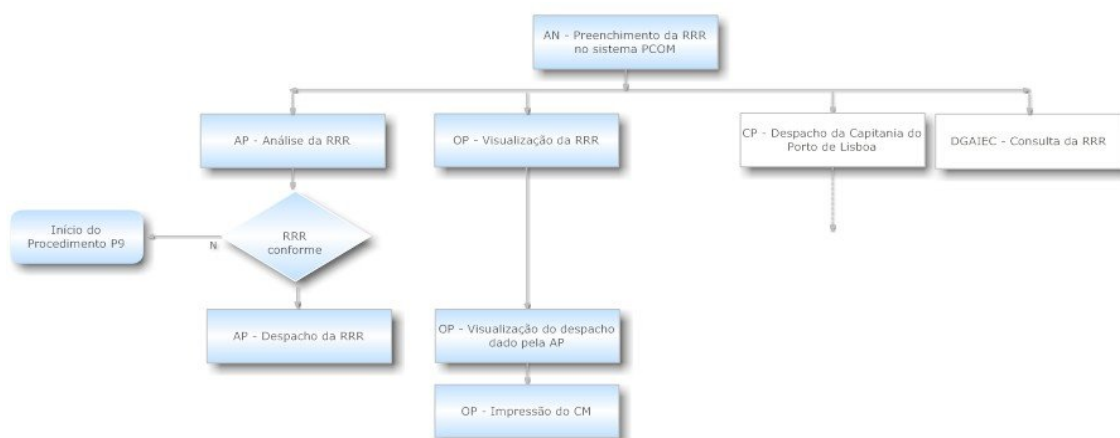 AN - Preenchimento da RRR
no sistema PCOM
AP - Análise da RRR
OP - Visualização da RRR
CP - Despacho da Capitania do
Porto de Lisboa
DGAIEC - Consulta da RRR
Início do
Procedimento P9
N
RRR
conforme
AP - Despacho da RRR
OP - Visualização do despacho
dado pela AP
OP - Impressão do CM